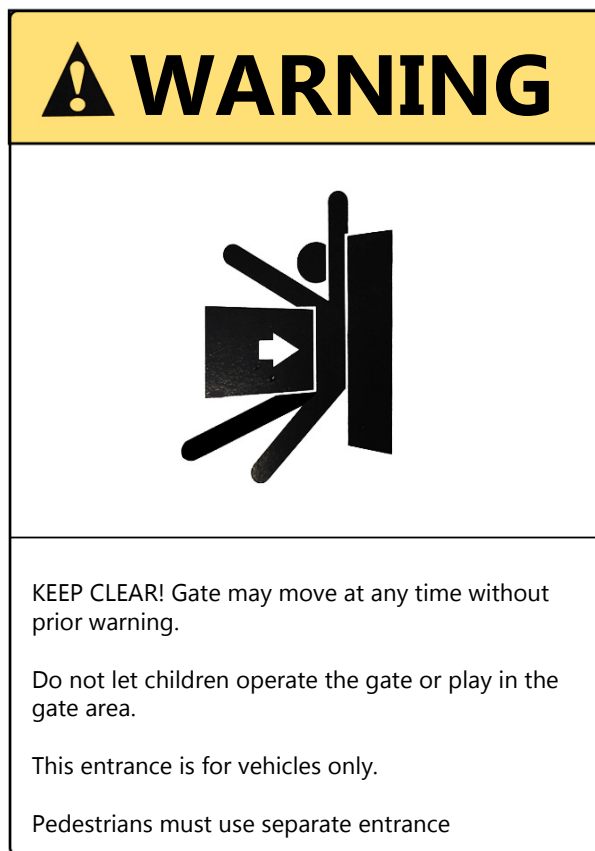 WARNING
KEEP CLEAR! Gate may move at any time without
prior warning.
Do not let children operate the gate or play in the
gate area.
This entrance is for vehicles only.
Pedestrians must use separate entrance